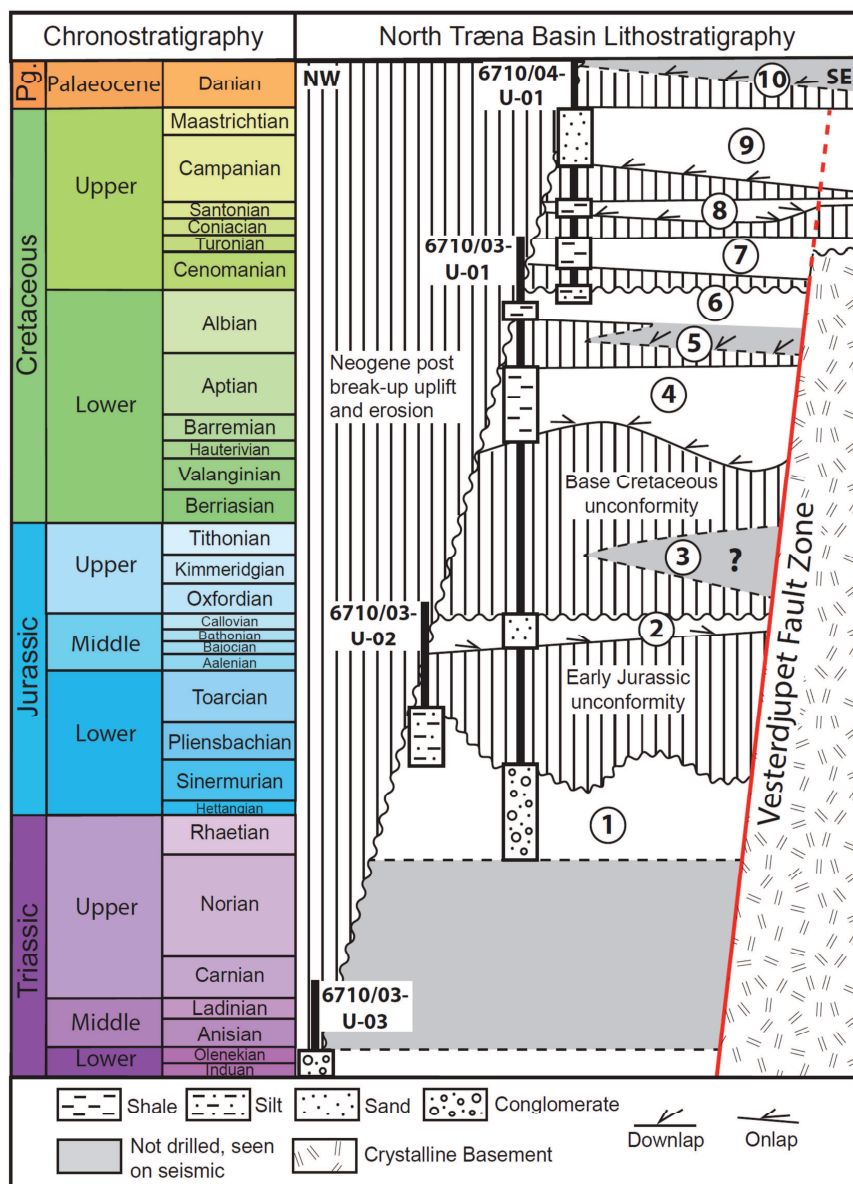 Chronostratigraphy
North Træna Basin Lithostratigraphy
Pg.
Palaeocene
Danian
Cretaceous
Upper
Maastrichtian
Campanian
Santonian
Coniacian
Turonian
Cenomanian
Lower
Albian
Aptian
Barremian
Hauterivian
Valanginian
Berriasian
Jurassic
Upper
Tithonian
Kimmeridgian
Oxfordian
Middle
Callovian
Bathonian
Bajocian
Aalenian
Lower
Toarcian
Pliensbachian
Sinermurian
Hettangian
Triassic
Upper
Rhaetian
Norian
Carnian
Middle
Ladinian
Anisian
Lower
Olenekian
Induan
NW
6710/04-
U-01
10
SE
9
8
6710/03-
U-01
7
6
5
Neogene post
break-up uplift
and erosion
4
Base Cretaceous
unconformity
3
?
6710/03-
U-02
2
Early Jurassic
unconformity
Vesterdjupet Fault Zone
1
6710/03-
U-03
Shale
Silt
Sand
Conglomerate
Not drilled, seen
on seismic
Crystalline Basement
Downlap
Onlap